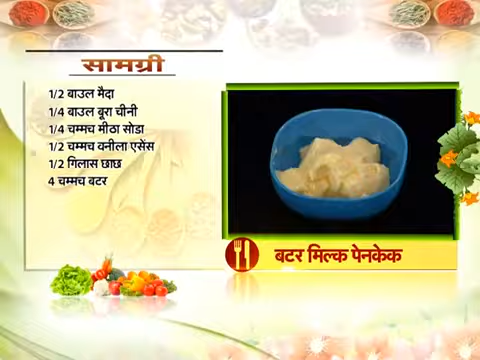 सामग्री
1/2 बाउल मैदा
1/4 बाउल बूरा चीनी
1/4 चम्मच मीठा सोडा
1/2 चम्मच वनीला एसेंस
1/2 गिलास छाछ
4 चम्मच बटर
बटर मिल्क पेनकेक